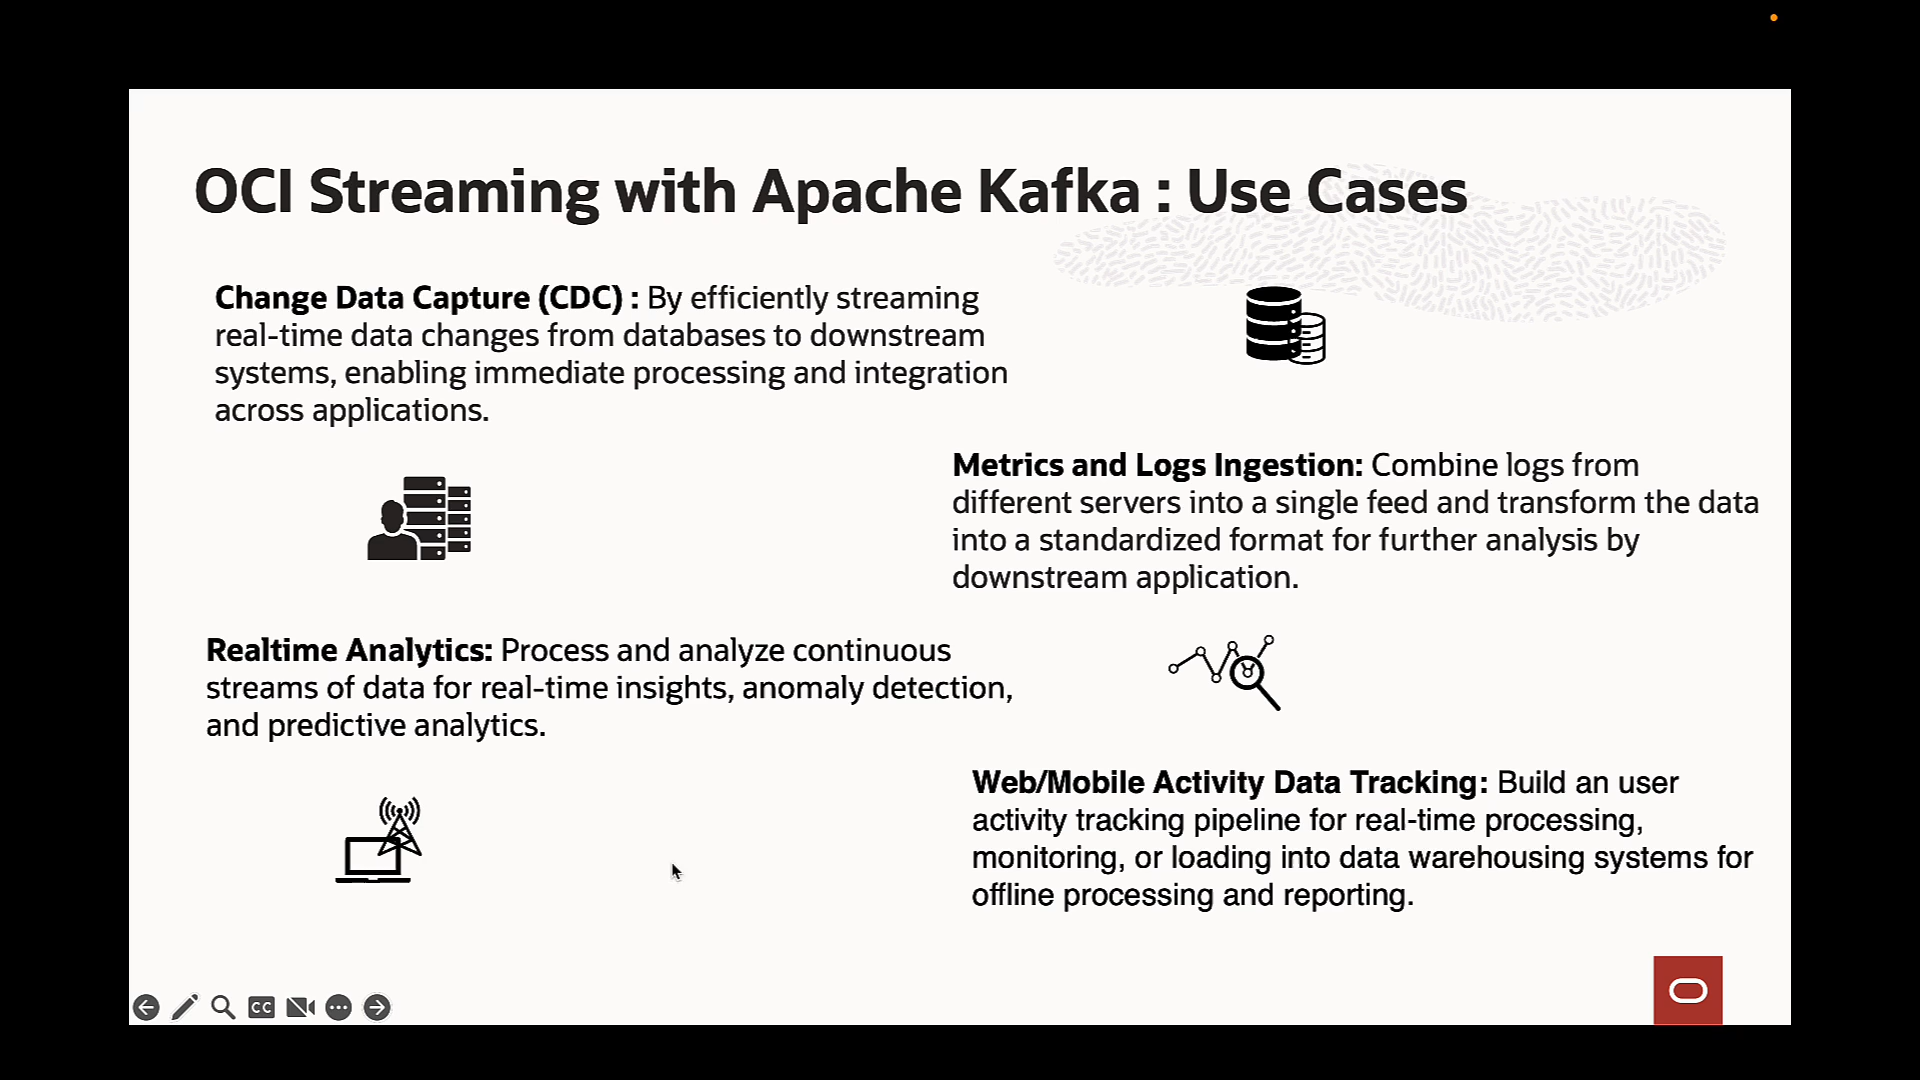 OCI Streaming with Apache Kafka : Use Cases
Change Data Capture (CDC) : By efficiently streaming
real-time data changes from databases to downstream
systems, enabling immediate processing and integration
across applications.
Metrics and Logs Ingestion: Combine logs from
different servers into a single feed and transform the data
into a standardized format for further analysis by
downstream application.
Realtime Analytics: Process and analyze continuous
streams of data for real-time insights, anomaly detection,
and predictive analytics.
Web/Mobile Activity Data Tracking: Build an user
activity tracking pipeline for real-time processing,
monitoring, or loading into data warehousing systems for
offline processing and reporting.
CC